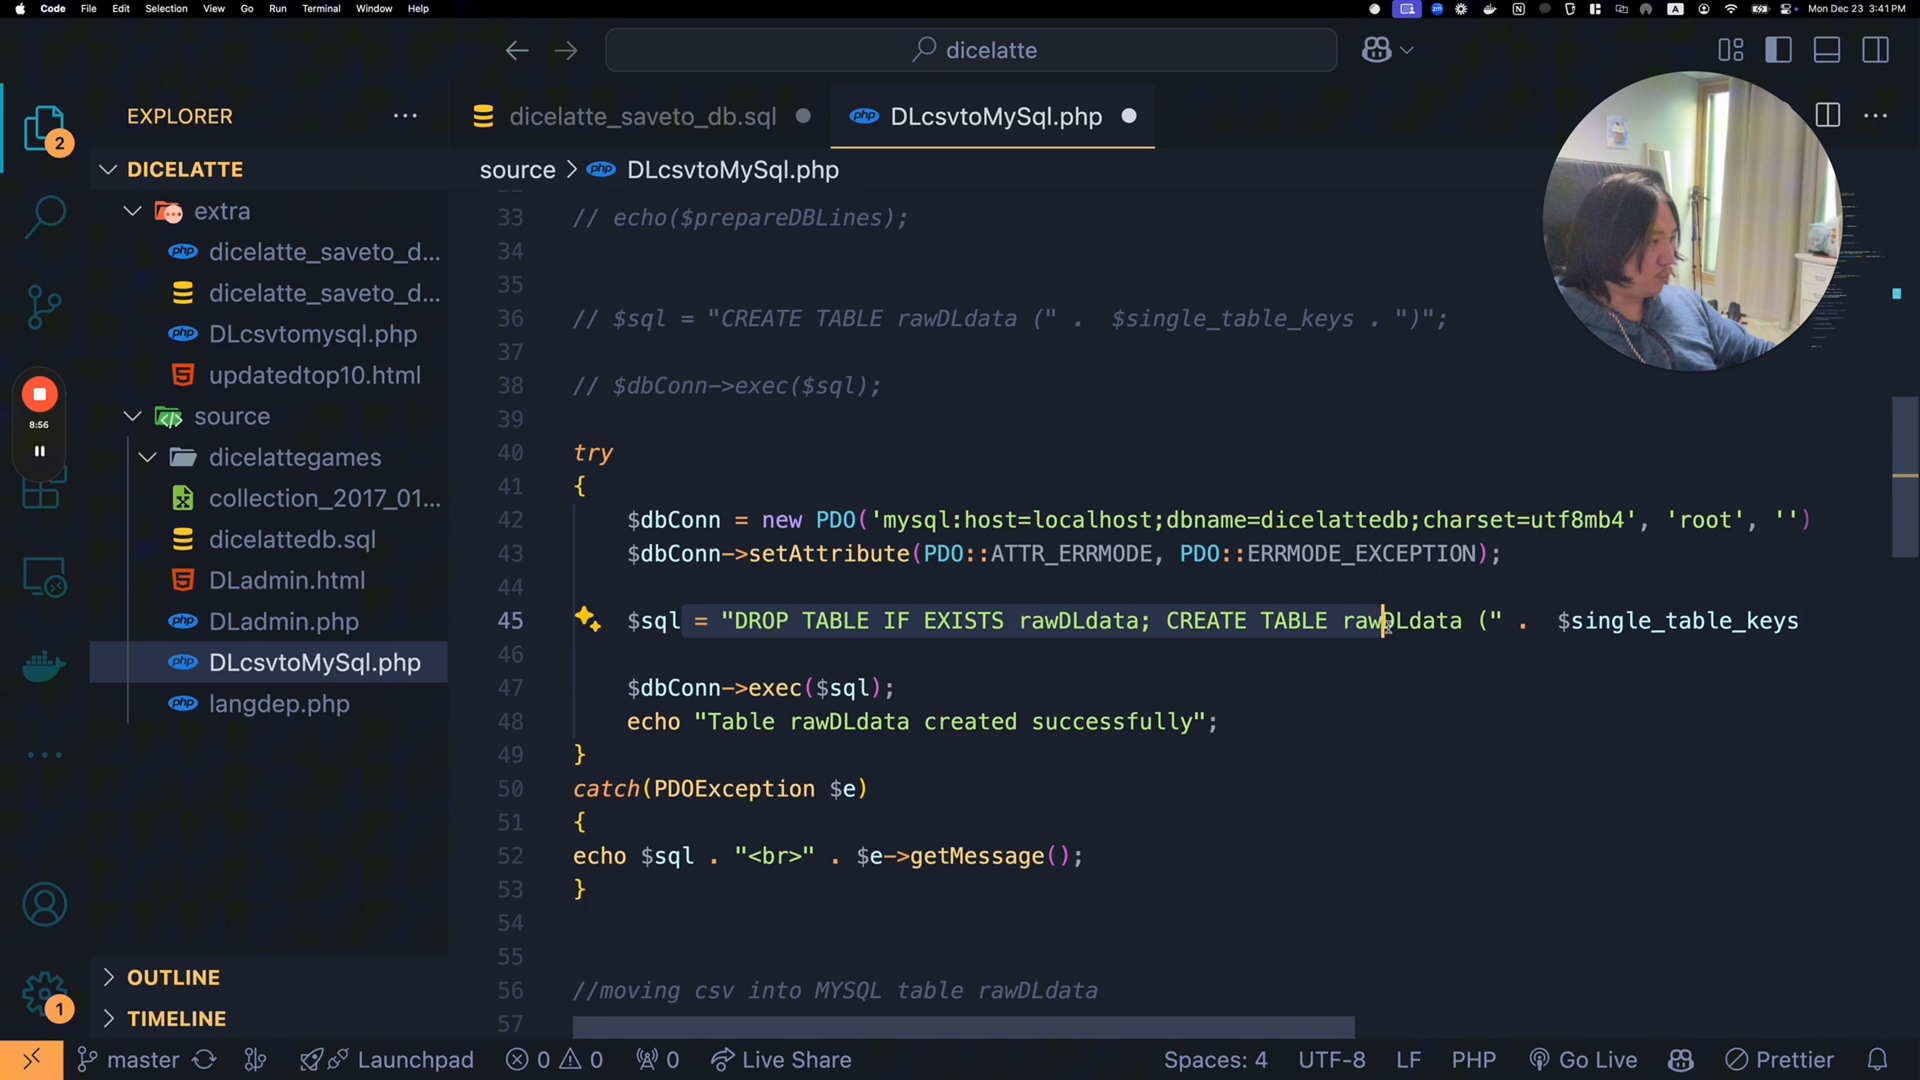 Code File Edit Selection View Go Run Terminal Window Help
A
Mon Dec 23 3:41 PM
dicelatte
EXPLORER
2
DICELATTE
extra
dicelatte_saveto_d...
dicelatte_saveto_d...
DLcsvtomysql.php
updatedtop10.html
source
dicelattegames
collection_2017_01...
dicelattedb.sql
DLadmin.html
DLadmin.php
DLcsvtoMySql.php
langdep.php
OUTLINE
TIMELINE
8:56
1
dicelatte_saveto_db.sql
DLcsvtoMySql.php
source > DLcsvtoMySql.php
33 // echo($prepareDBLines);
34
35
36 // $sql = "CREATE TABLE rawDLdata (" . $single_table_keys . ")";
37
38 // $dbConn->exec($sql);
39
40 try
41 {
42 $dbConn = new PDO('mysql:host=localhost;dbname=dicelattedb;charset=utf8mb4', 'root', '')
43 $dbConn->setAttribute(PDO::ATTR_ERRMODE, PDO::ERRMODE_EXCEPTION);
44
45 $sql = "DROP TABLE IF EXISTS rawDLdata; CREATE TABLE rawDLdata (" . $single_table_keys
46
47 $dbConn->exec($sql);
48 echo "Table rawDLdata created successfully";
49 }
50 catch(PDOException $e)
51 {
52 echo $sql . "<br>" . $e->getMessage();
53 }
54
55
56 //moving csv into MYSQL table rawDLdata
57
master Launchpad 0 0 0 Live Share Spaces: 4 UTF-8 LF PHP Go Live Prettier